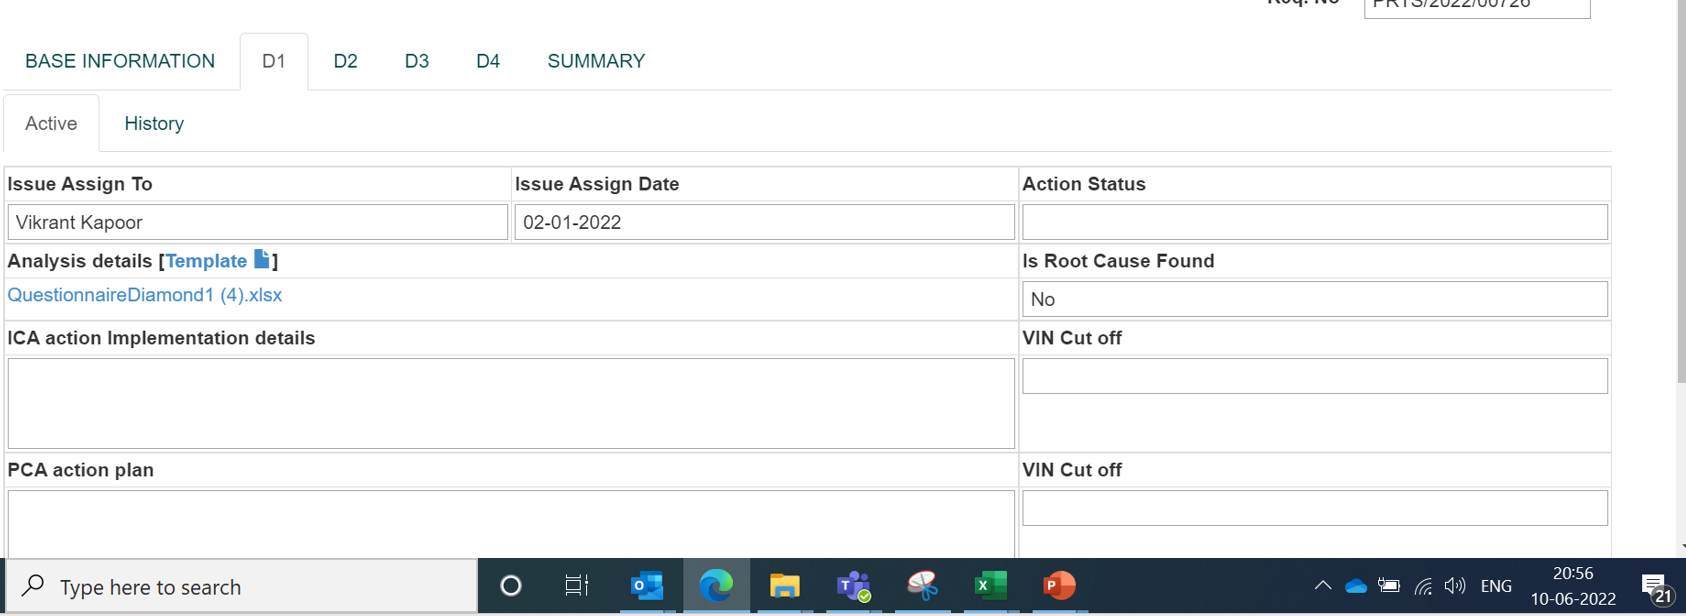 Req. No PRTS/2022/00726
BASE INFORMATION D1 D2 D3 D4 SUMMARY
Active History
Issue Assign To Issue Assign Date Action Status
Vikrant Kapoor 02-01-2022
Analysis details [Template ] Is Root Cause Found
QuestionnaireDiamond1 (4).xlsx No
ICA action Implementation details VIN Cut off
PCA action plan VIN Cut off
Type here to search ENG 20:56
10-06-2022 21